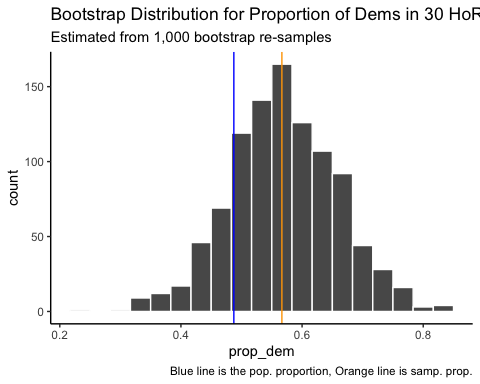 Bootstrap Distribution for Proportion of Dems in 30 HoR
Estimated from 1,000 bootstrap re-samples
150
100
50
0
count
0.2 0.4 0.6 0.8
prop_dem
Blue line is the pop. proportion, Orange line is samp. prop.